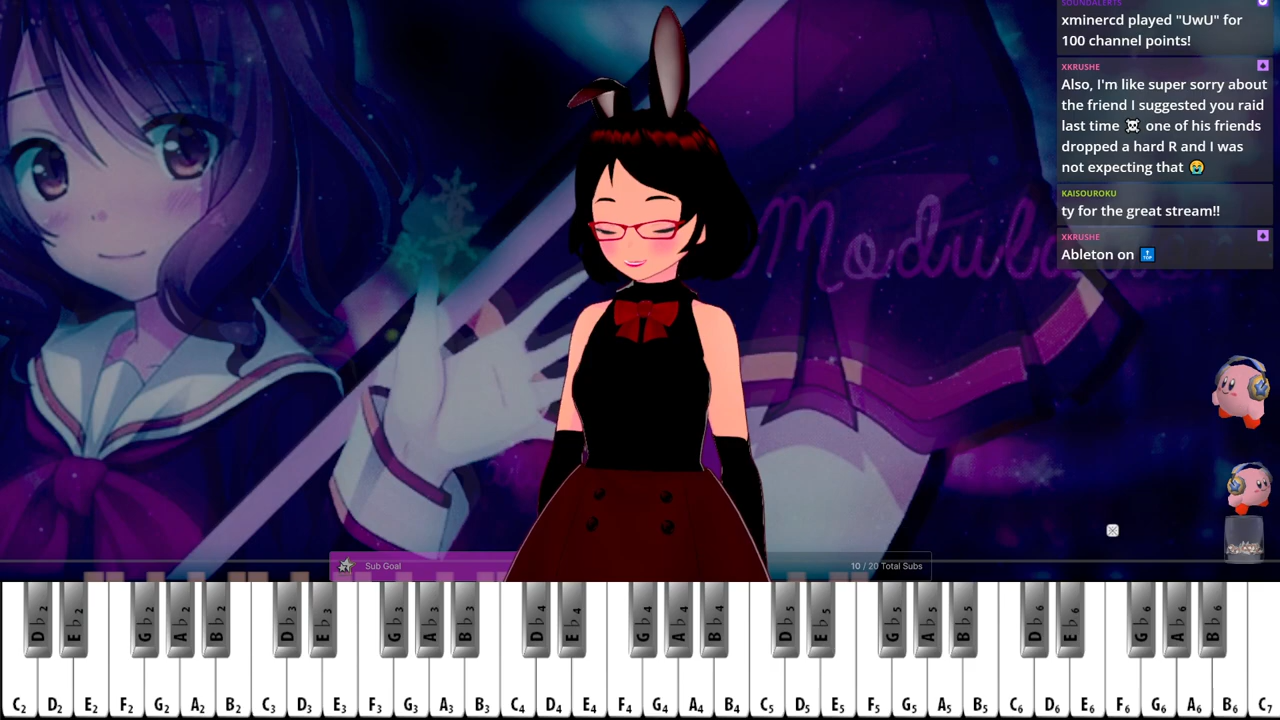 SOUNDALERTS
xminercd played "UwU" for
100 channel points!
XKRUSHE
Also, I'm like super sorry about
the friend I suggested you raid
last time ☠️ one of his friends
dropped a hard R and I was
not expecting that 😭
KAISOUROKU
ty for the great stream!!
XKRUSHE
Ableton on 🔝
Sub Goal
10 / 20 Total Subs
D♭2 E♭2 G♭2 A♭2 B♭2 D♭3 E♭3 G♭3 A♭3 B♭3 D♭4 E♭4 G♭4 A♭4 B♭4 D♭5 E♭5 G♭5 A♭5 B♭5 D♭6 E♭6 G♭6 A♭6 B♭6
C2 D2 E2 F2 G2 A2 B2 C3 D3 E3 F3 G3 A3 B3 C4 D4 E4 F4 G4 A4 B4 C5 D5 E5 F5 G5 A5 B5 C6 D6 E6 F6 G6 A6 B6 C7